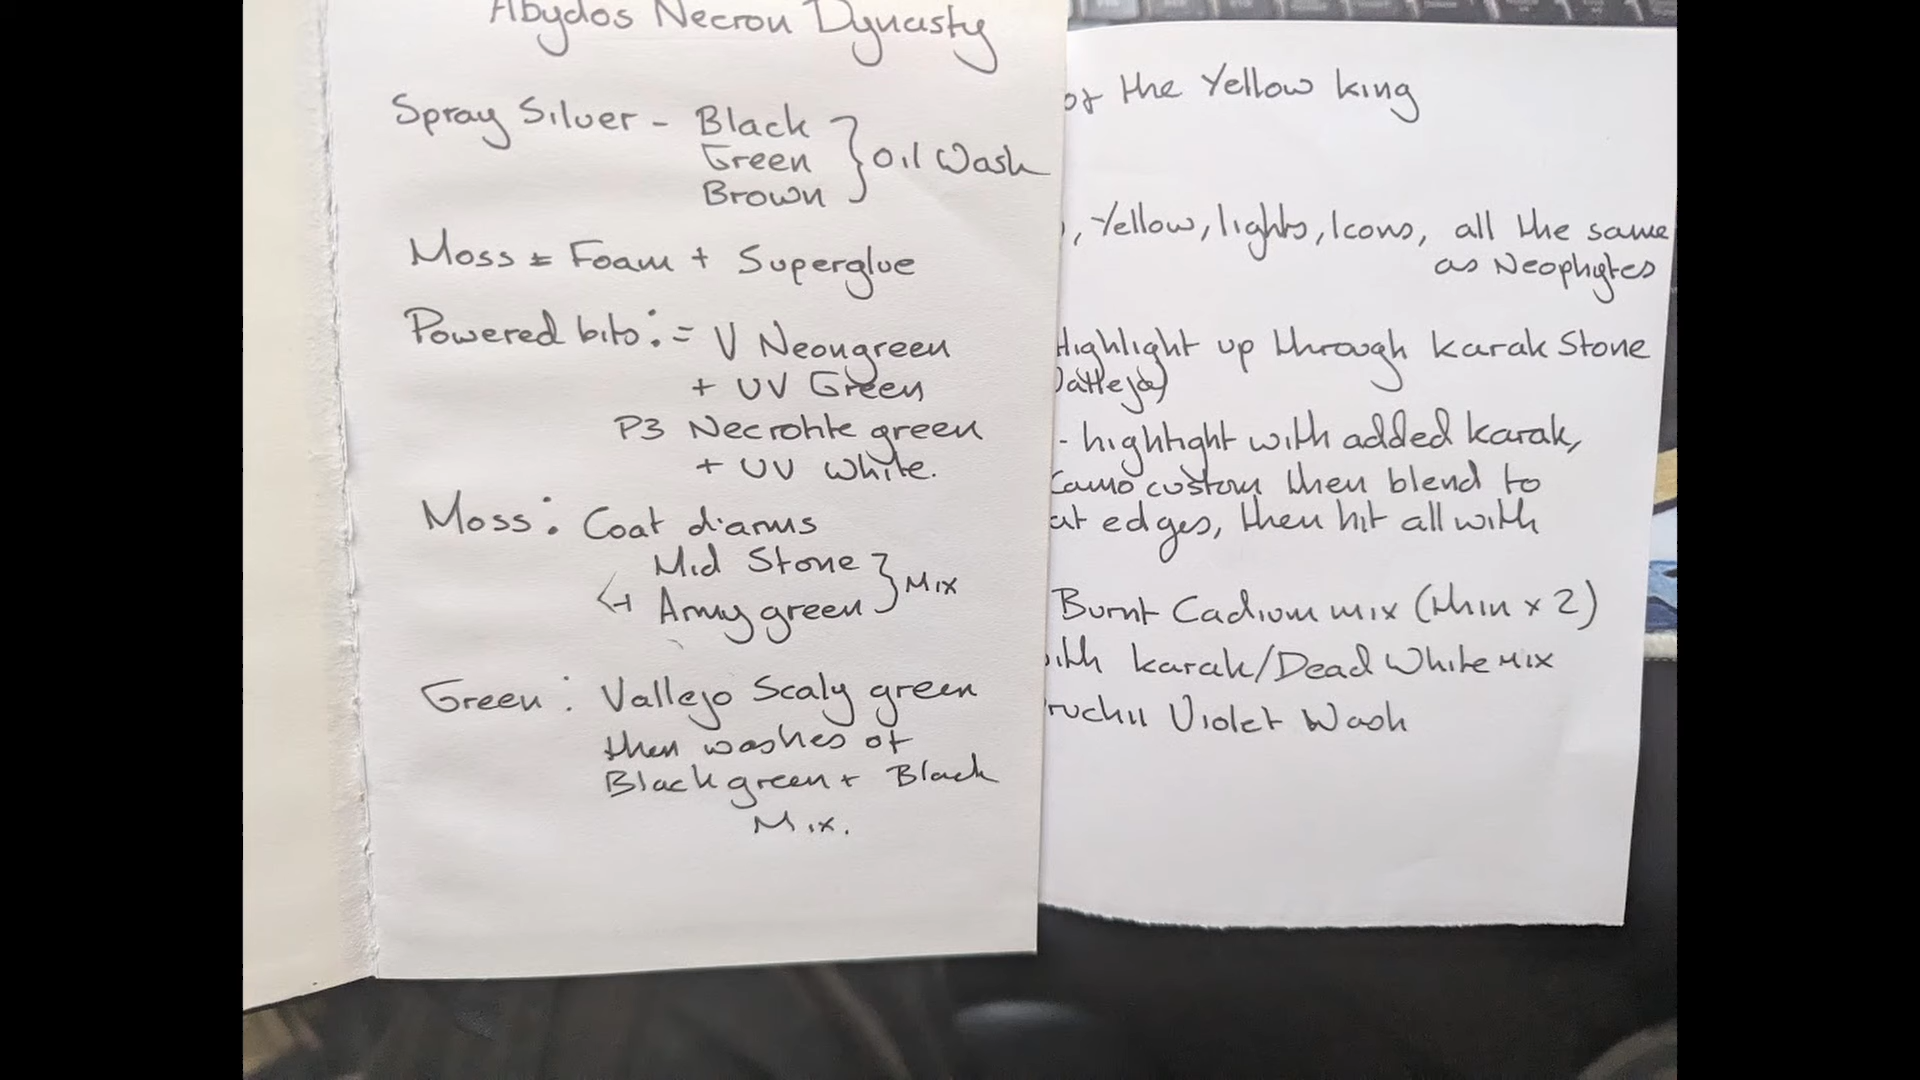 Abydos Necron Dynasty
Spray Silver - Black
Green
Brown
} Oil Wash
Moss = Foam + Superglue
Powered bits := V Neongreen
+ UV Green
P3 Necrotite green
+ UV White.
Moss: Coat d'arms
Mid Stone
↳ Army green
} Mix
Green: Vallejo Scaly green
then washes of
Blackgreen + Black
Mix.
of the Yellow king
, Yellow, lights, Icons, all the same
as Neophytes
Highlight up through Karak Stone
- highlight with added karak,
Camo custom then blend to
at edges, then hit all with
Burnt Cadium mix (thin x 2)
with karak/Dead White mix
ruchii Violet Wash